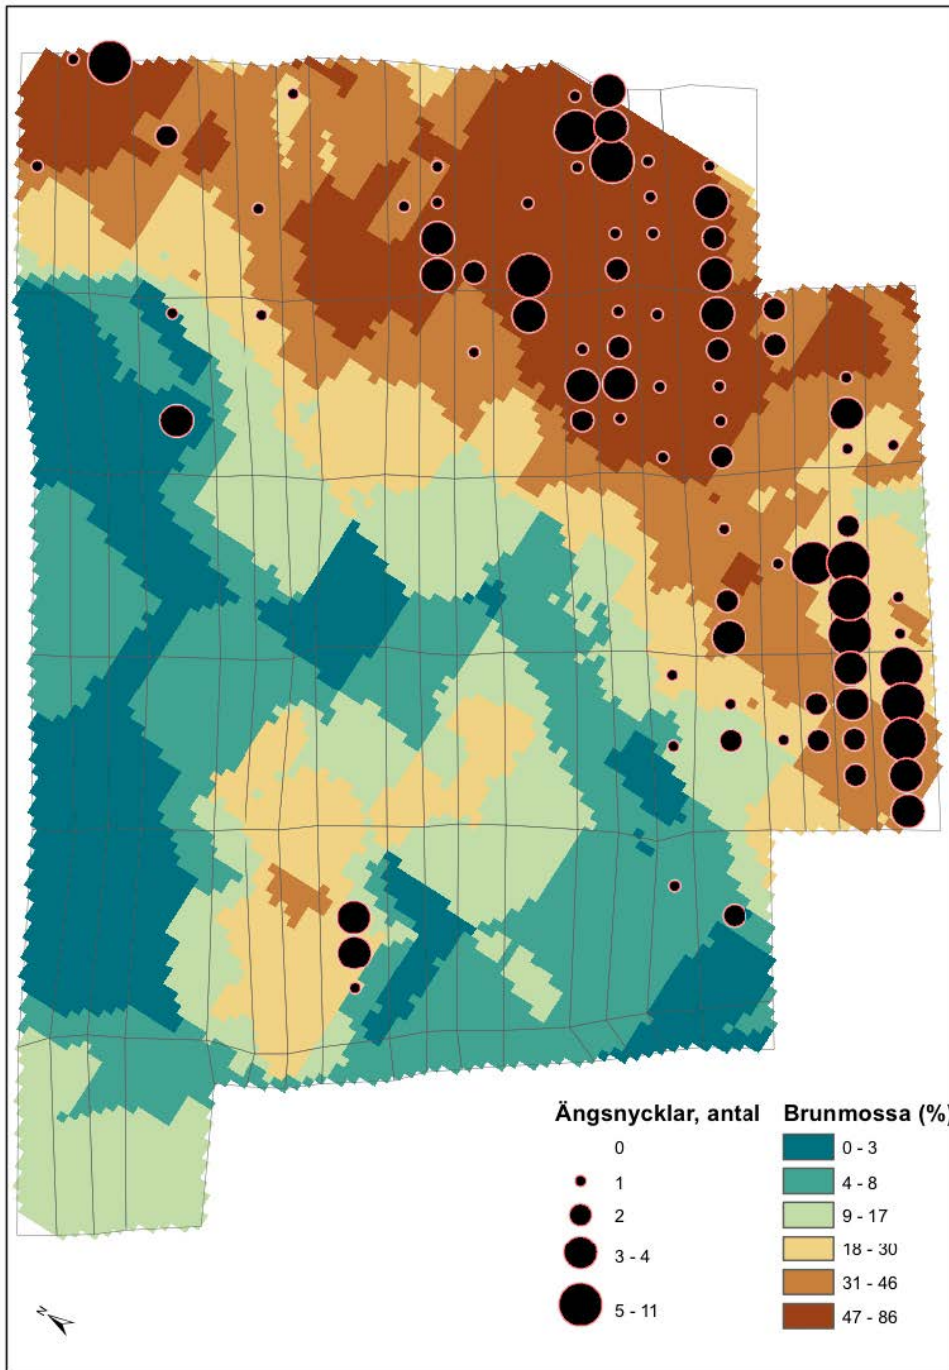 Ängsnycklar, antal
0
1
2
3 - 4
5 - 11
Brunmossa (%)
0 - 3
4 - 8
9 - 17
18 - 30
31 - 46
47 - 86
N